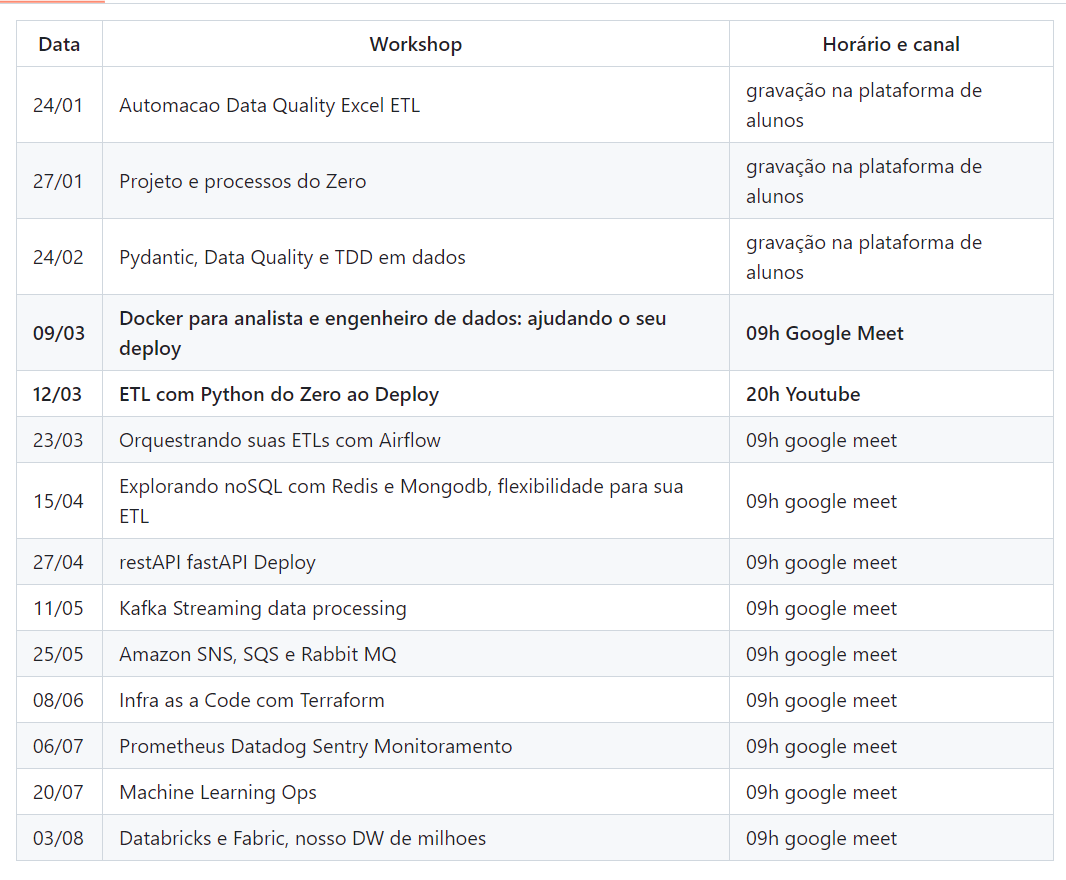 Data Workshop Horário e canal
24/01 Automacao Data Quality Excel ETL gravação na plataforma de
alunos
27/01 Projeto e processos do Zero gravação na plataforma de
alunos
24/02 Pydantic, Data Quality e TDD em dados gravação na plataforma de
alunos
09/03 Docker para analista e engenheiro de dados: ajudando o seu
deploy 09h Google Meet
12/03 ETL com Python do Zero ao Deploy 20h Youtube
23/03 Orquestrando suas ETLs com Airflow 09h google meet
15/04 Explorando noSQL com Redis e Mongodb, flexibilidade para sua
ETL 09h google meet
27/04 restAPI fastAPI Deploy 09h google meet
11/05 Kafka Streaming data processing 09h google meet
25/05 Amazon SNS, SQS e Rabbit MQ 09h google meet
08/06 Infra as a Code com Terraform 09h google meet
06/07 Prometheus Datadog Sentry Monitoramento 09h google meet
20/07 Machine Learning Ops 09h google meet
03/08 Databricks e Fabric, nosso DW de milhoes 09h google meet